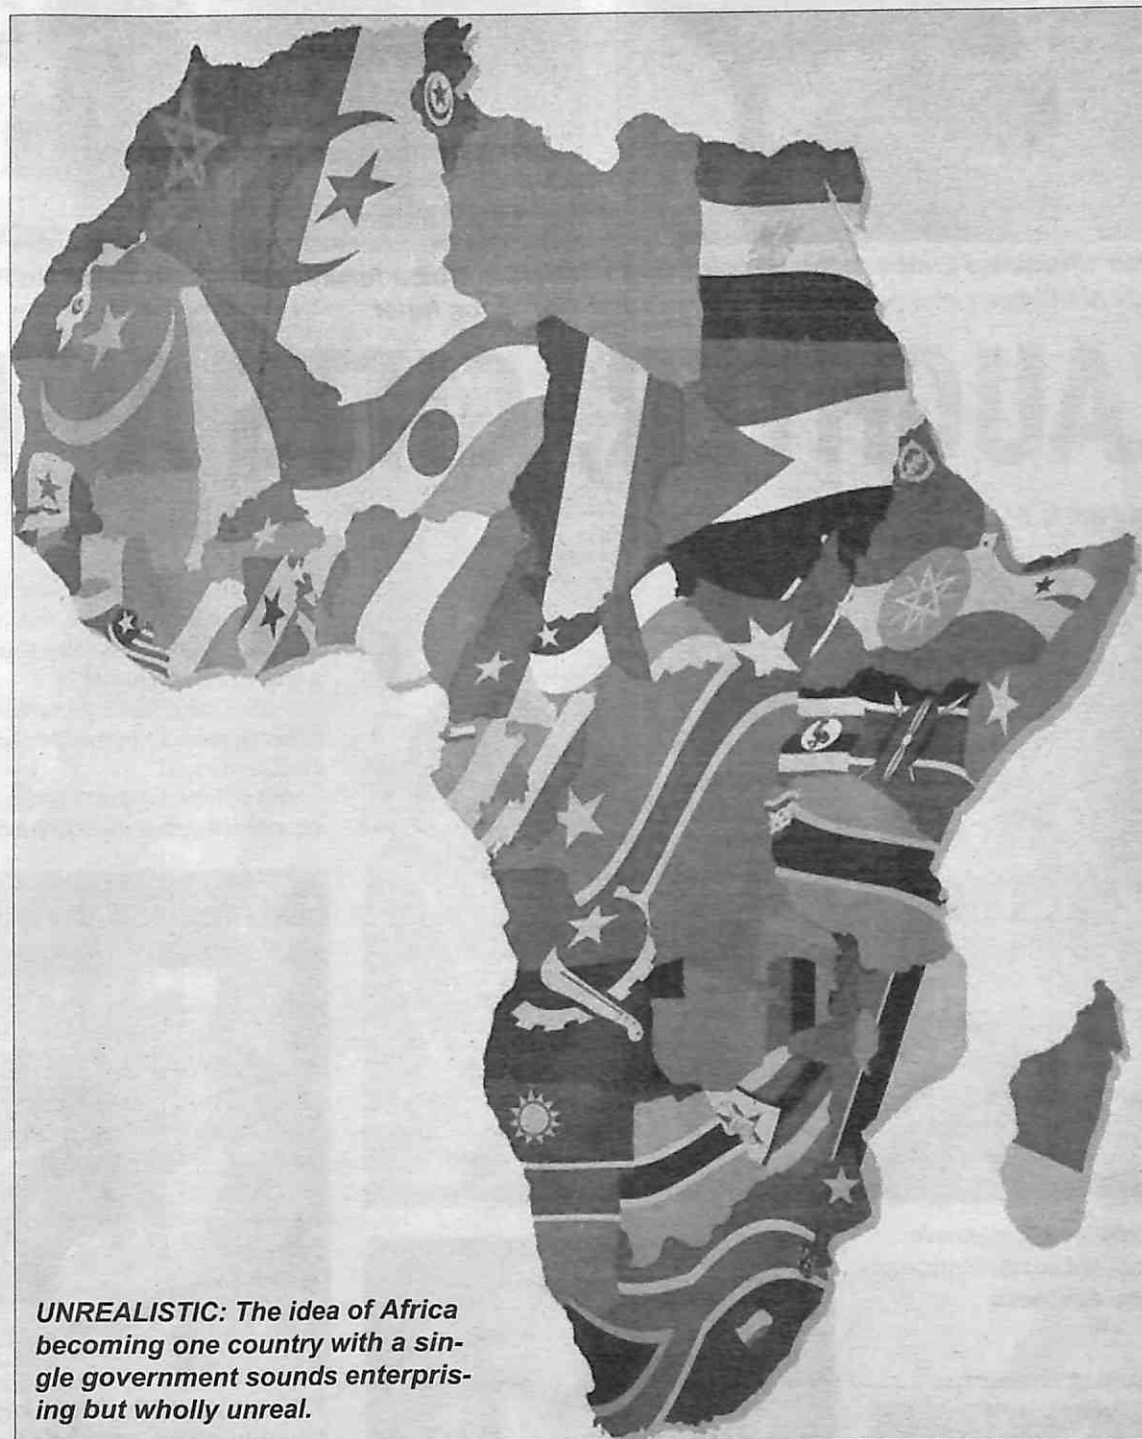 UNREALISTIC: The idea of Africa
becoming one country with a sin-
gle government sounds enterpris-
ing but wholly unreal.